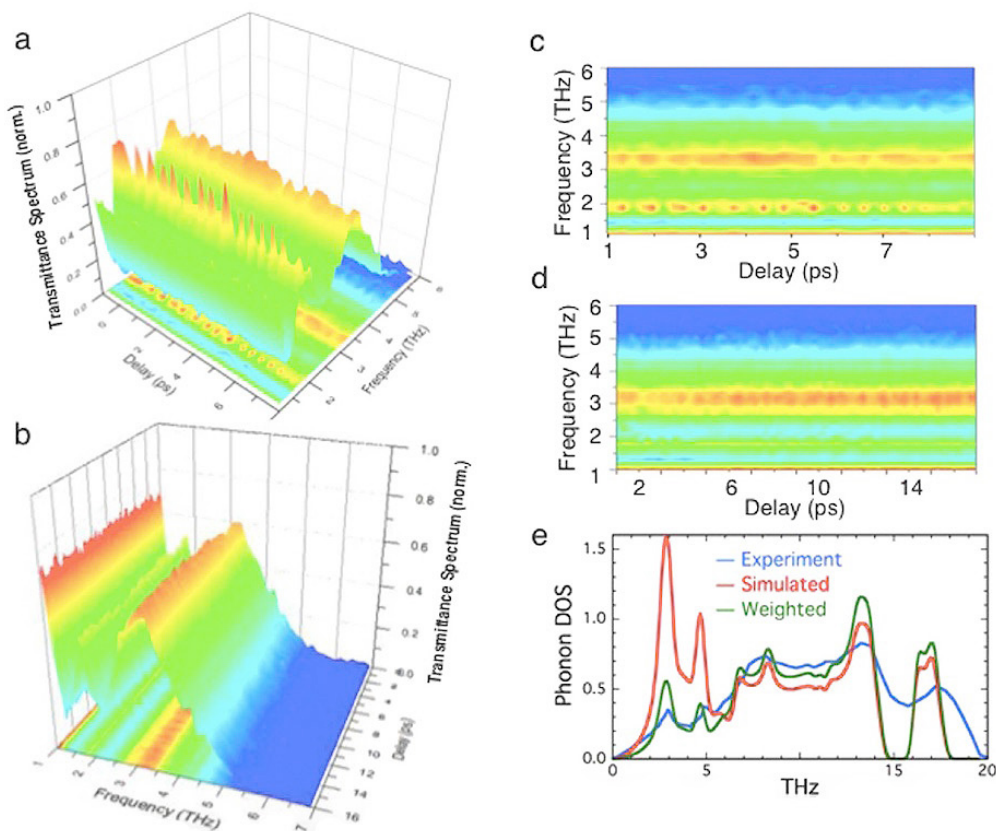 a
Transmittance Spectrum (norm.)
1.0
0.8
0.6
0.4
0.2
0.0
0
2
4
6
Delay (ps)
2
3
4
5
6
Frequency (THz)
b
1.0
0.8
0.6
0.4
0.2
Transmittance Spectrum (norm.)
8
10
12
14
16
Delay (ps)
1
2
3
4
5
6
7
Frequency (THz)
c
6
5
4
3
2
1
Frequency (THz)
1 3 5 7
Delay (ps)
d
6
5
4
3
2
1
Frequency (THz)
2 6 10 14
Delay (ps)
e
1.5
1.0
0.5
0.0
Phonon DOS
Experiment
Simulated
Weighted
0 5 10 15 20
THz